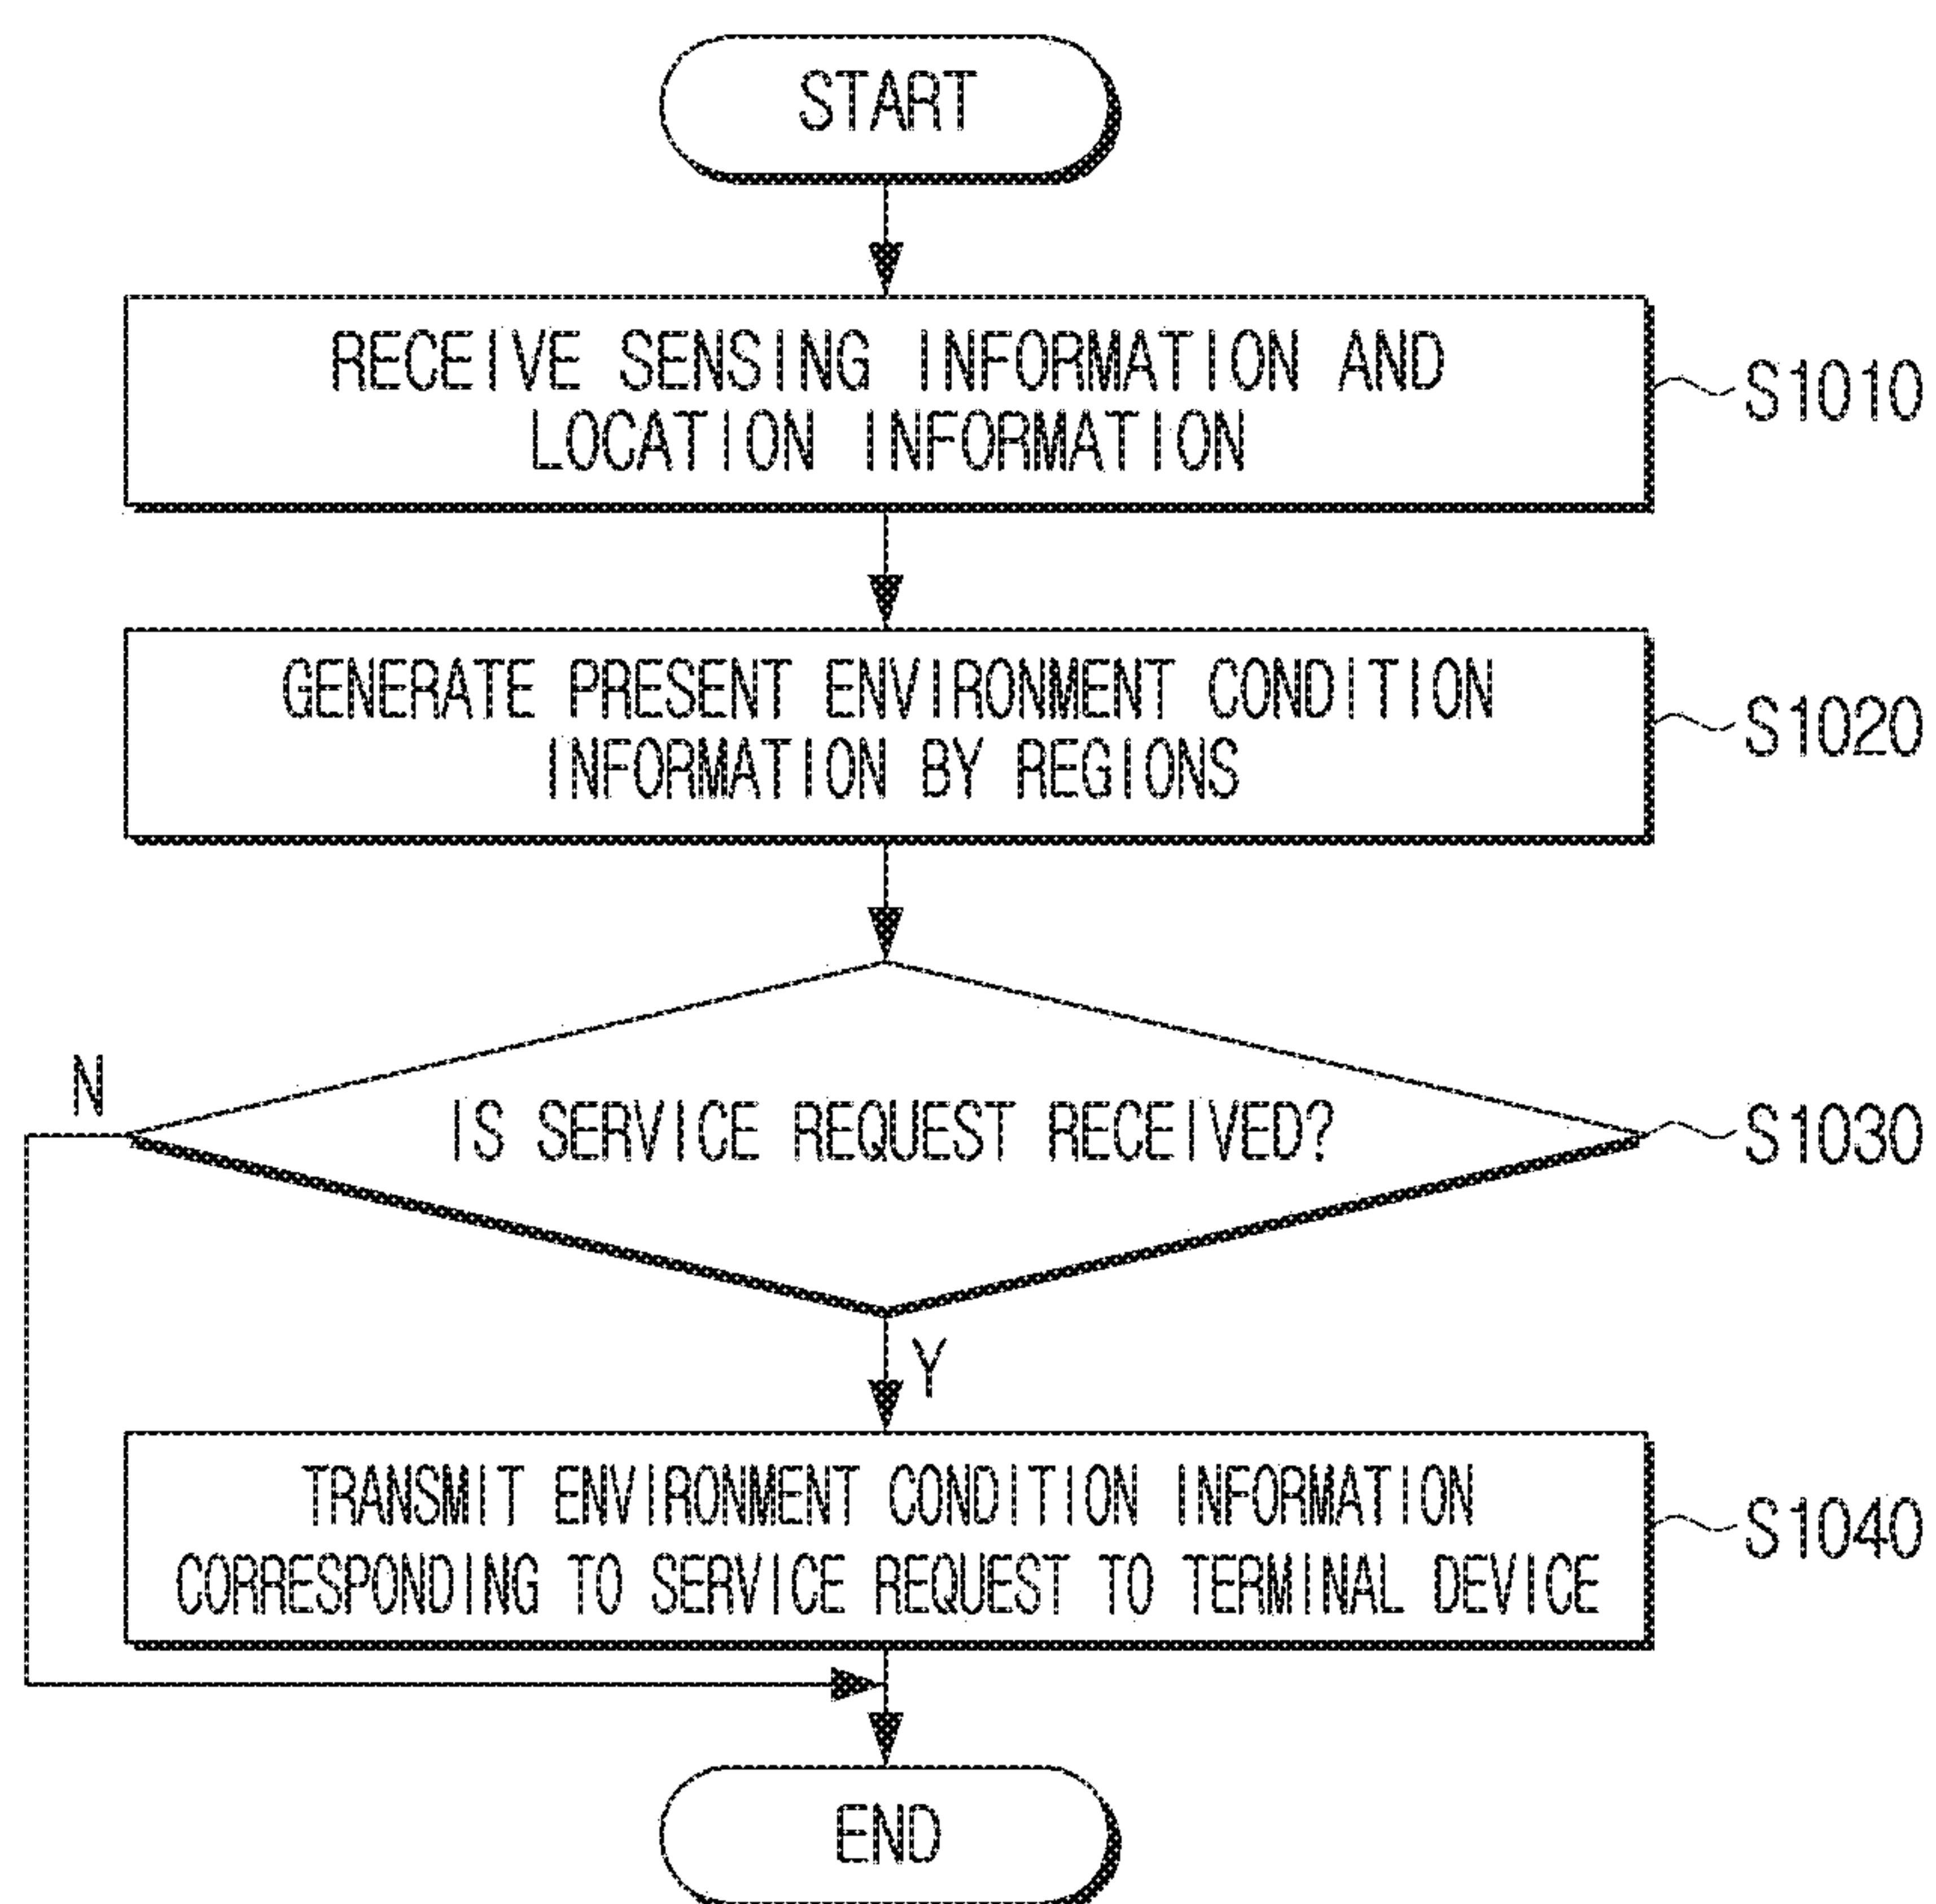 START
RECEIVE SENSING INFORMATION AND
LOCATION INFORMATION
S1010
GENERATE PRESENT ENVIRONMENT CONDITION
INFORMATION BY REGIONS
S1020
N
IS SERVICE REQUEST RECEIVED?
S1030
Y
TRANSMIT ENVIRONMENT CONDITION INFORMATION
CORRESPONDING TO SERVICE REQUEST TO TERMINAL DEVICE
S1040
END